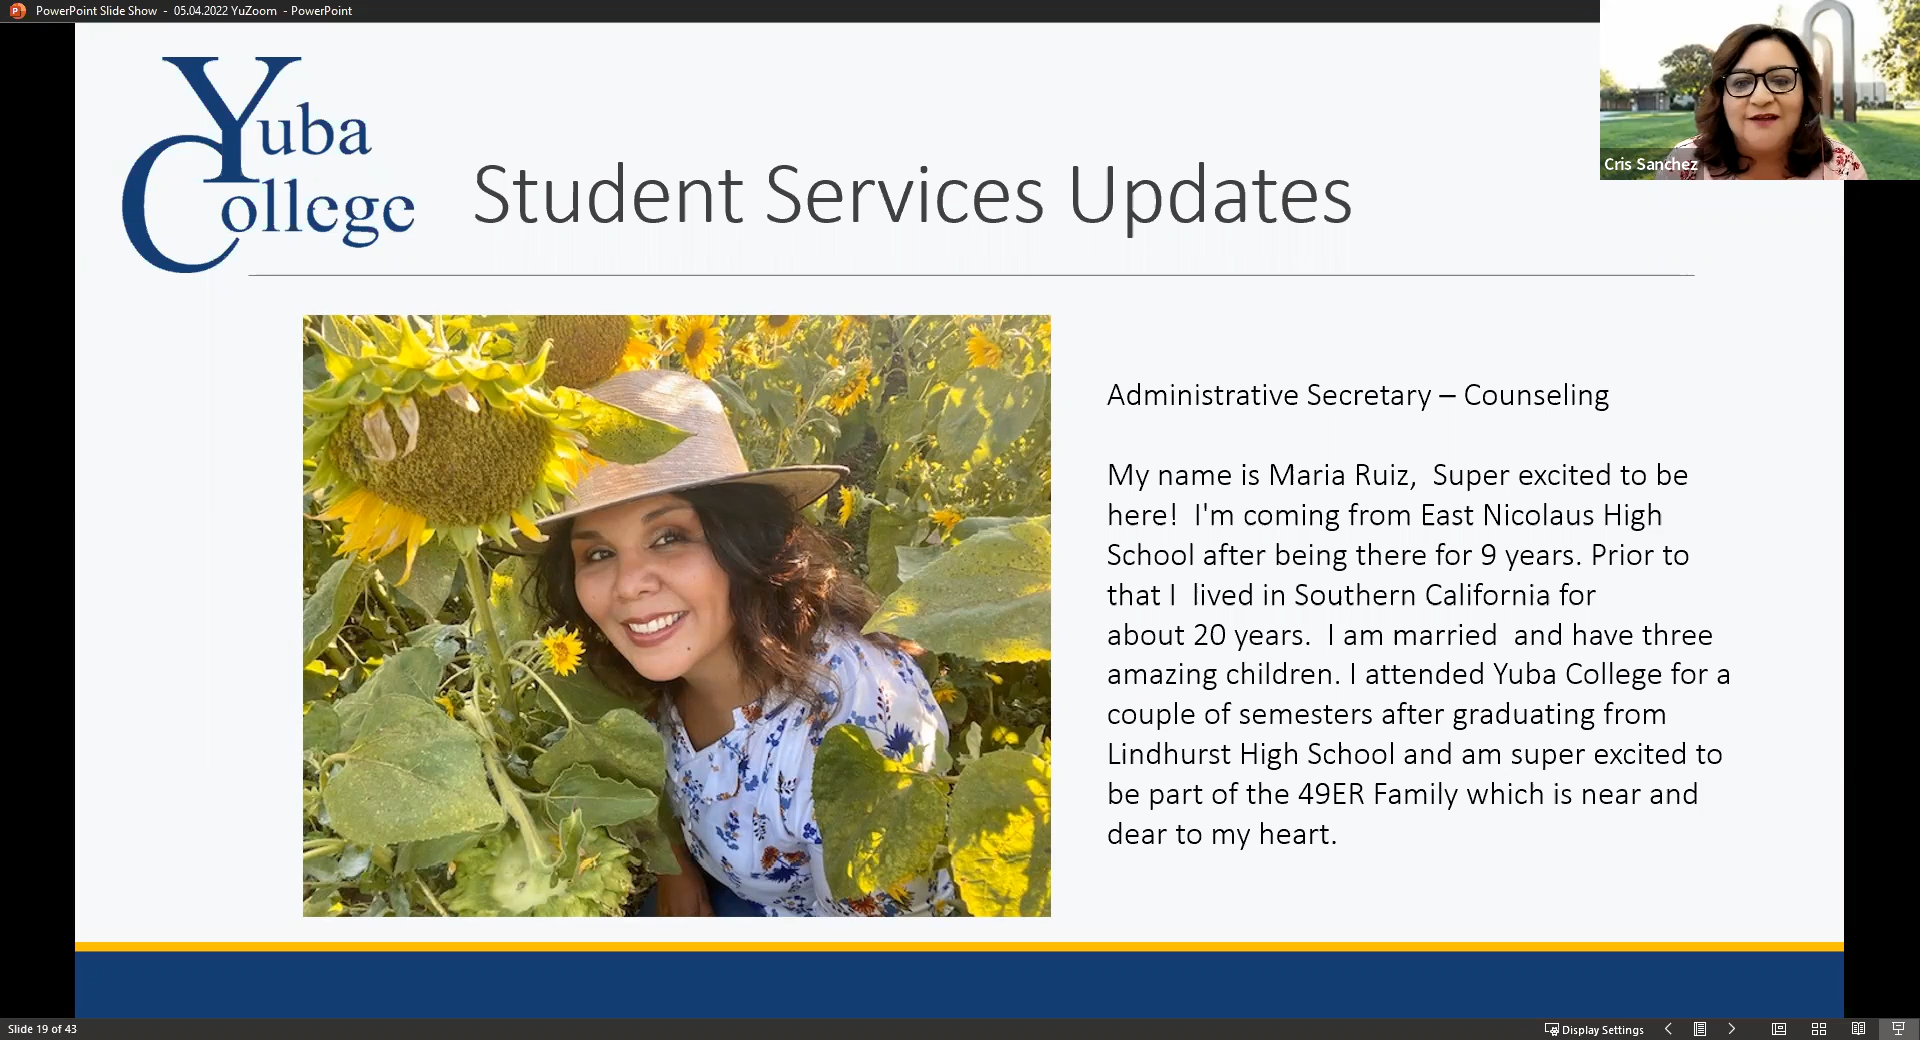 PowerPoint Slide Show - 05.04.2022 YuZoom - PowerPoint
Yuba
College
Student Services Updates
Cris Sanchez
Administrative Secretary – Counseling
My name is Maria Ruiz,  Super excited to be
here!  I'm coming from East Nicolaus High
School after being there for 9 years. Prior to
that I  lived in Southern California for
about 20 years.  I am married  and have three
amazing children. I attended Yuba College for a
couple of semesters after graduating from
Lindhurst High School and am super excited to
be part of the 49ER Family which is near and
dear to my heart.
Slide 19 of 43
Display Settings